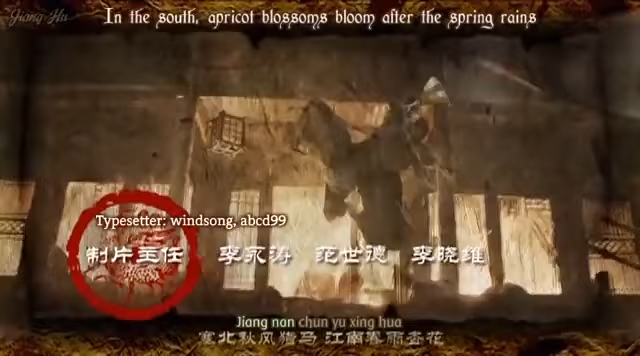 Jiang Hu
In the south, apricot blossoms bloom after the spring rains
Typesetter: windsong, abcd99
制片主任 李永涛 范世德 李晓维
Jiang nan chun yu xing hua
塞北秋风猎马 江南春雨杏花